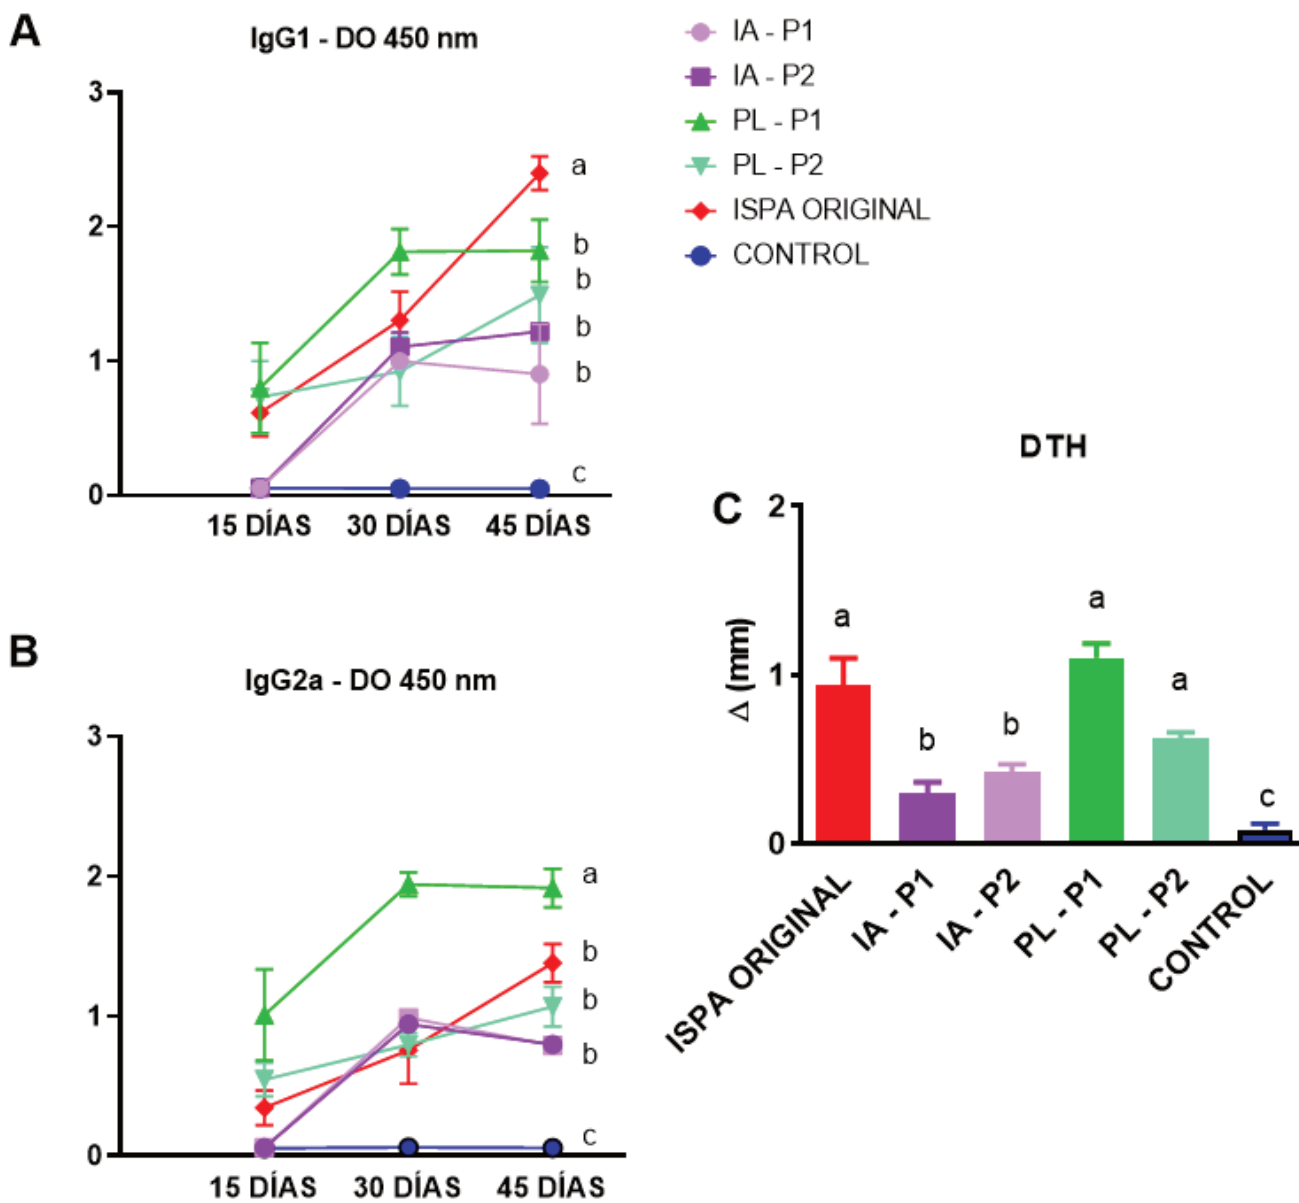 A
IgG1 - DO 450 nm
IA - P1
IA - P2
PL - P1
PL - P2
ISPA ORIGINAL
CONTROL
3
2
1
0
a
b
b
b
b
c
15 DÍAS 30 DÍAS 45 DÍAS
B
IgG2a - DO 450 nm
3
2
1
0
a
b
b
b
c
15 DÍAS 30 DÍAS 45 DÍAS
C
DTH
Δ (mm)
2
1
0
a
b
b
a
a
c
ISPA ORIGINAL
IA - P1
IA - P2
PL - P1
PL - P2
CONTROL